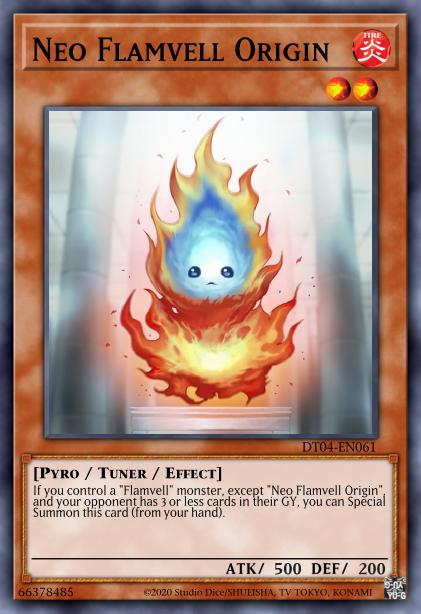 Neo Flamvell Origin
FIRE
炎
DT04-EN061
[Pyro / Tuner / Effect]
If you control a "Flamvell" monster, except "Neo Flamvell Origin"
and your opponent has 3 or less cards in their GY, you can Special
Summon this card (from your hand).
ATK/ 500 DEF/ 200
66378485
©2020 Studio Dice/SHUEISHA, TV TOKYO, KONAMI